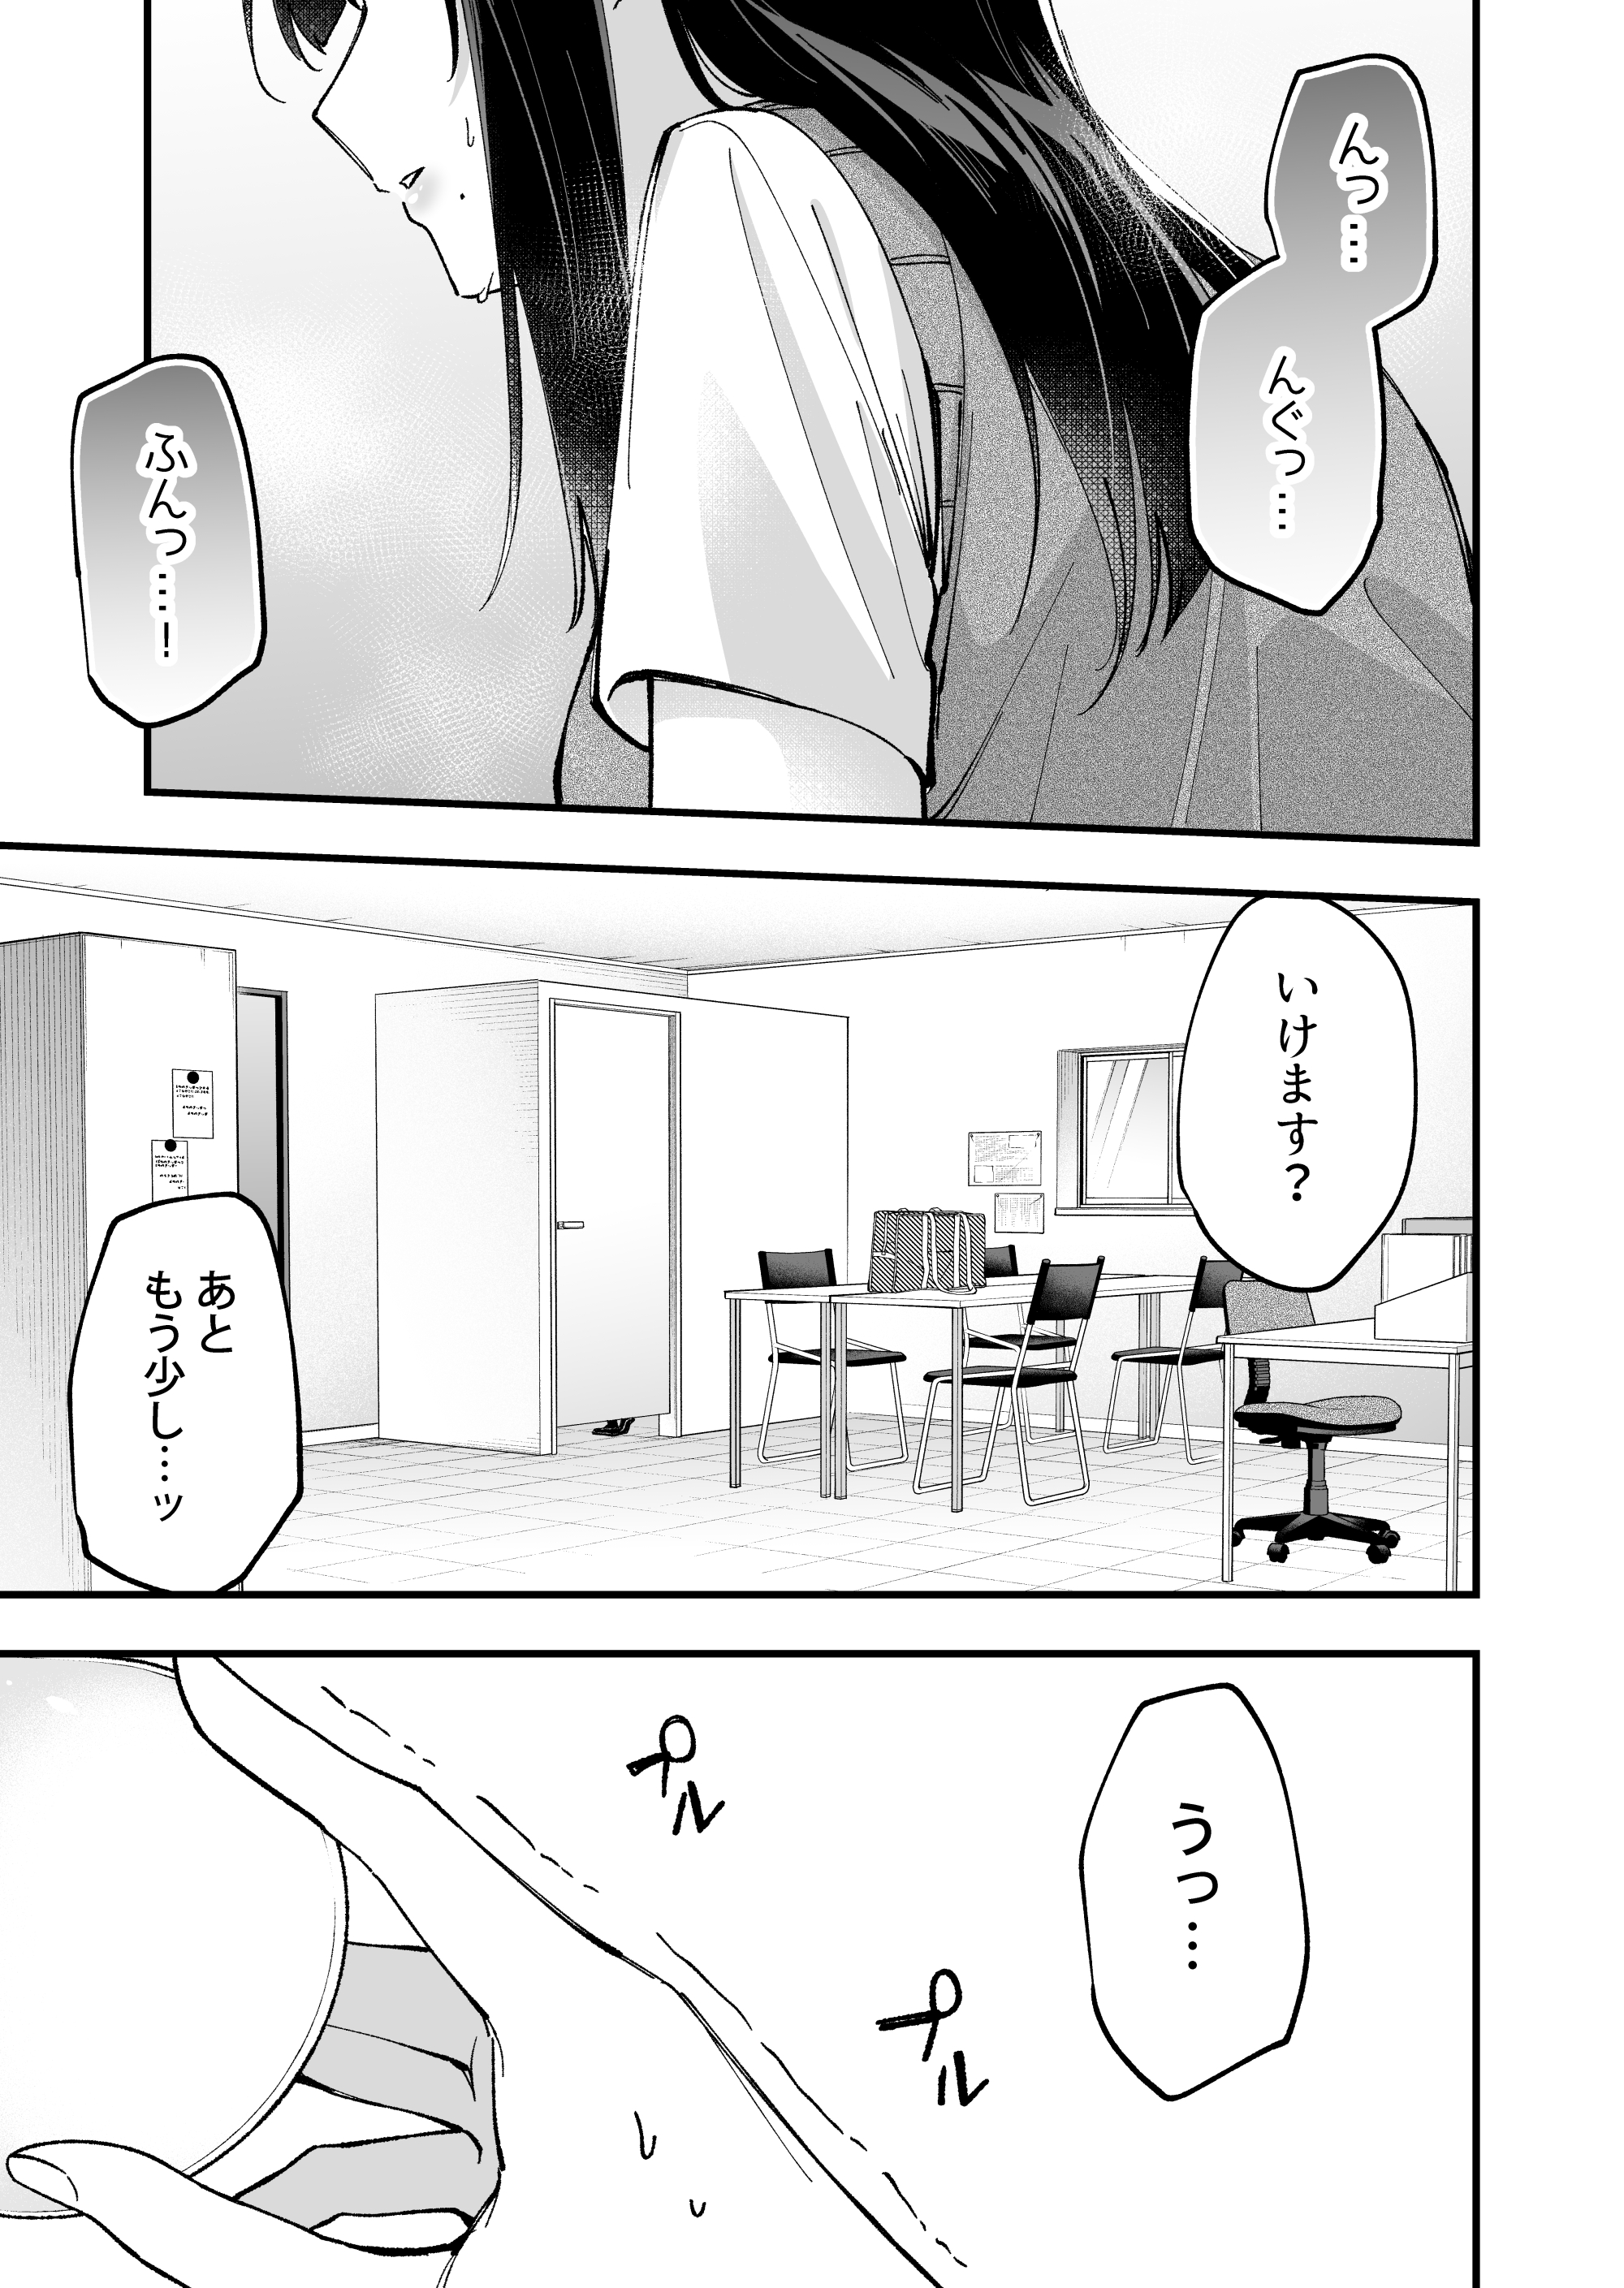 んっ…
んぐっ…
ふんっ…！
いけます？
あと
もう少し…ッ
うっ…
プル
プル